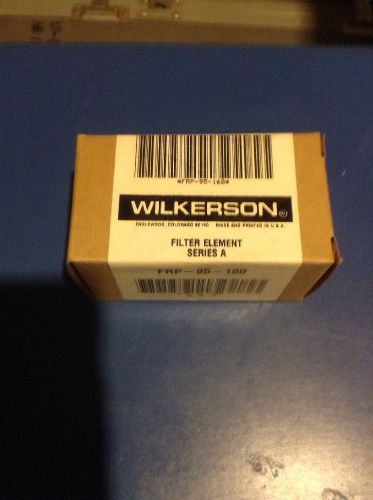 *FRP-95-160*
WILKERSON®
ENGLEWOOD, COLORADO 80150 MADE AND PRINTED IN U.S.A.
FILTER ELEMENT
SERIES A
FRP-95-160